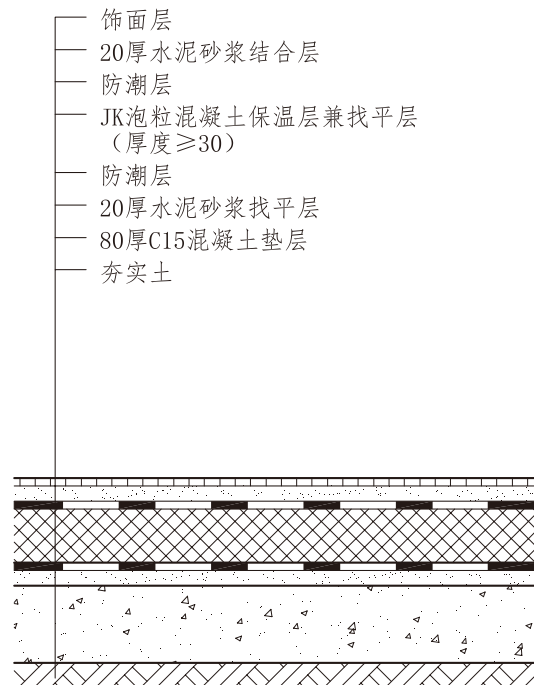 饰面层
20厚水泥砂浆结合层
防潮层
JK泡粒混凝土保温层兼找平层
（厚度≥30）
防潮层
20厚水泥砂浆找平层
80厚C15混凝土垫层
夯实土